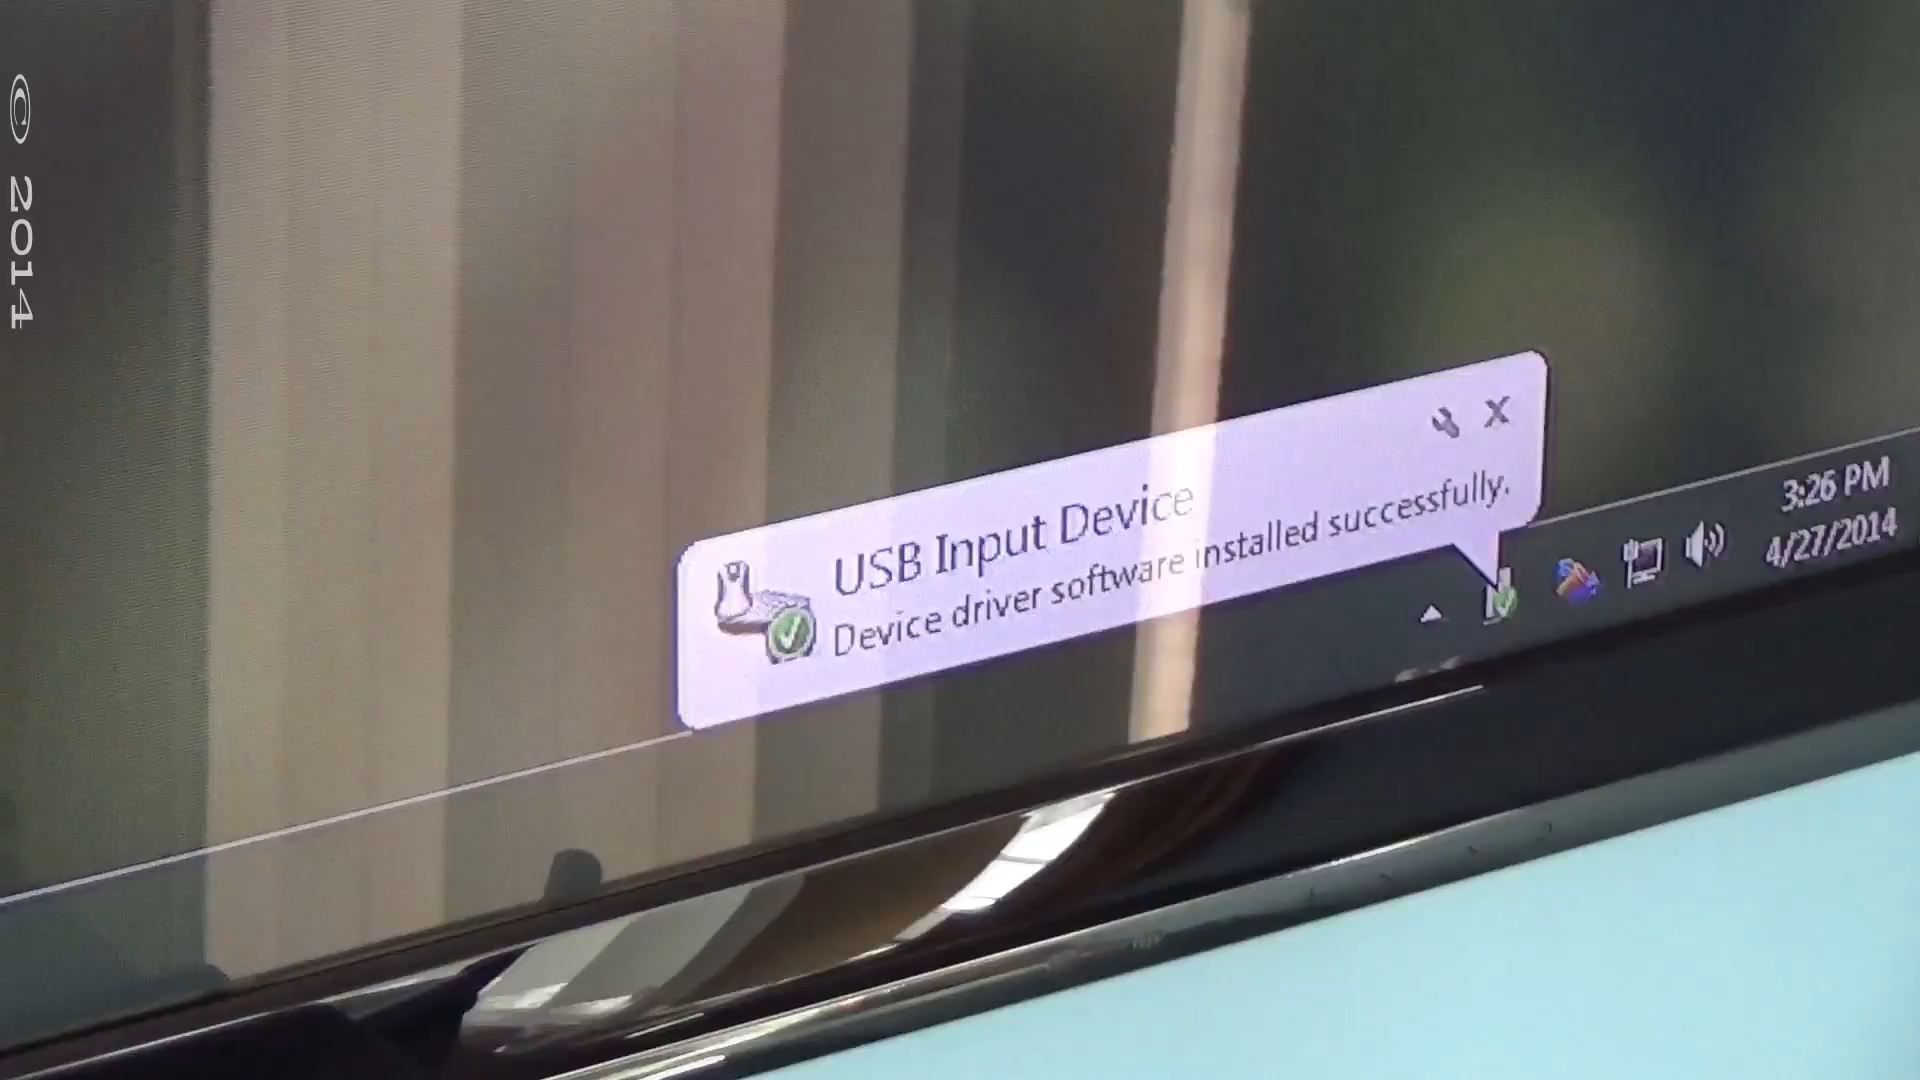 © 2014
USB Input Device
Device driver software installed successfully.
3:26 PM
4/27/2014